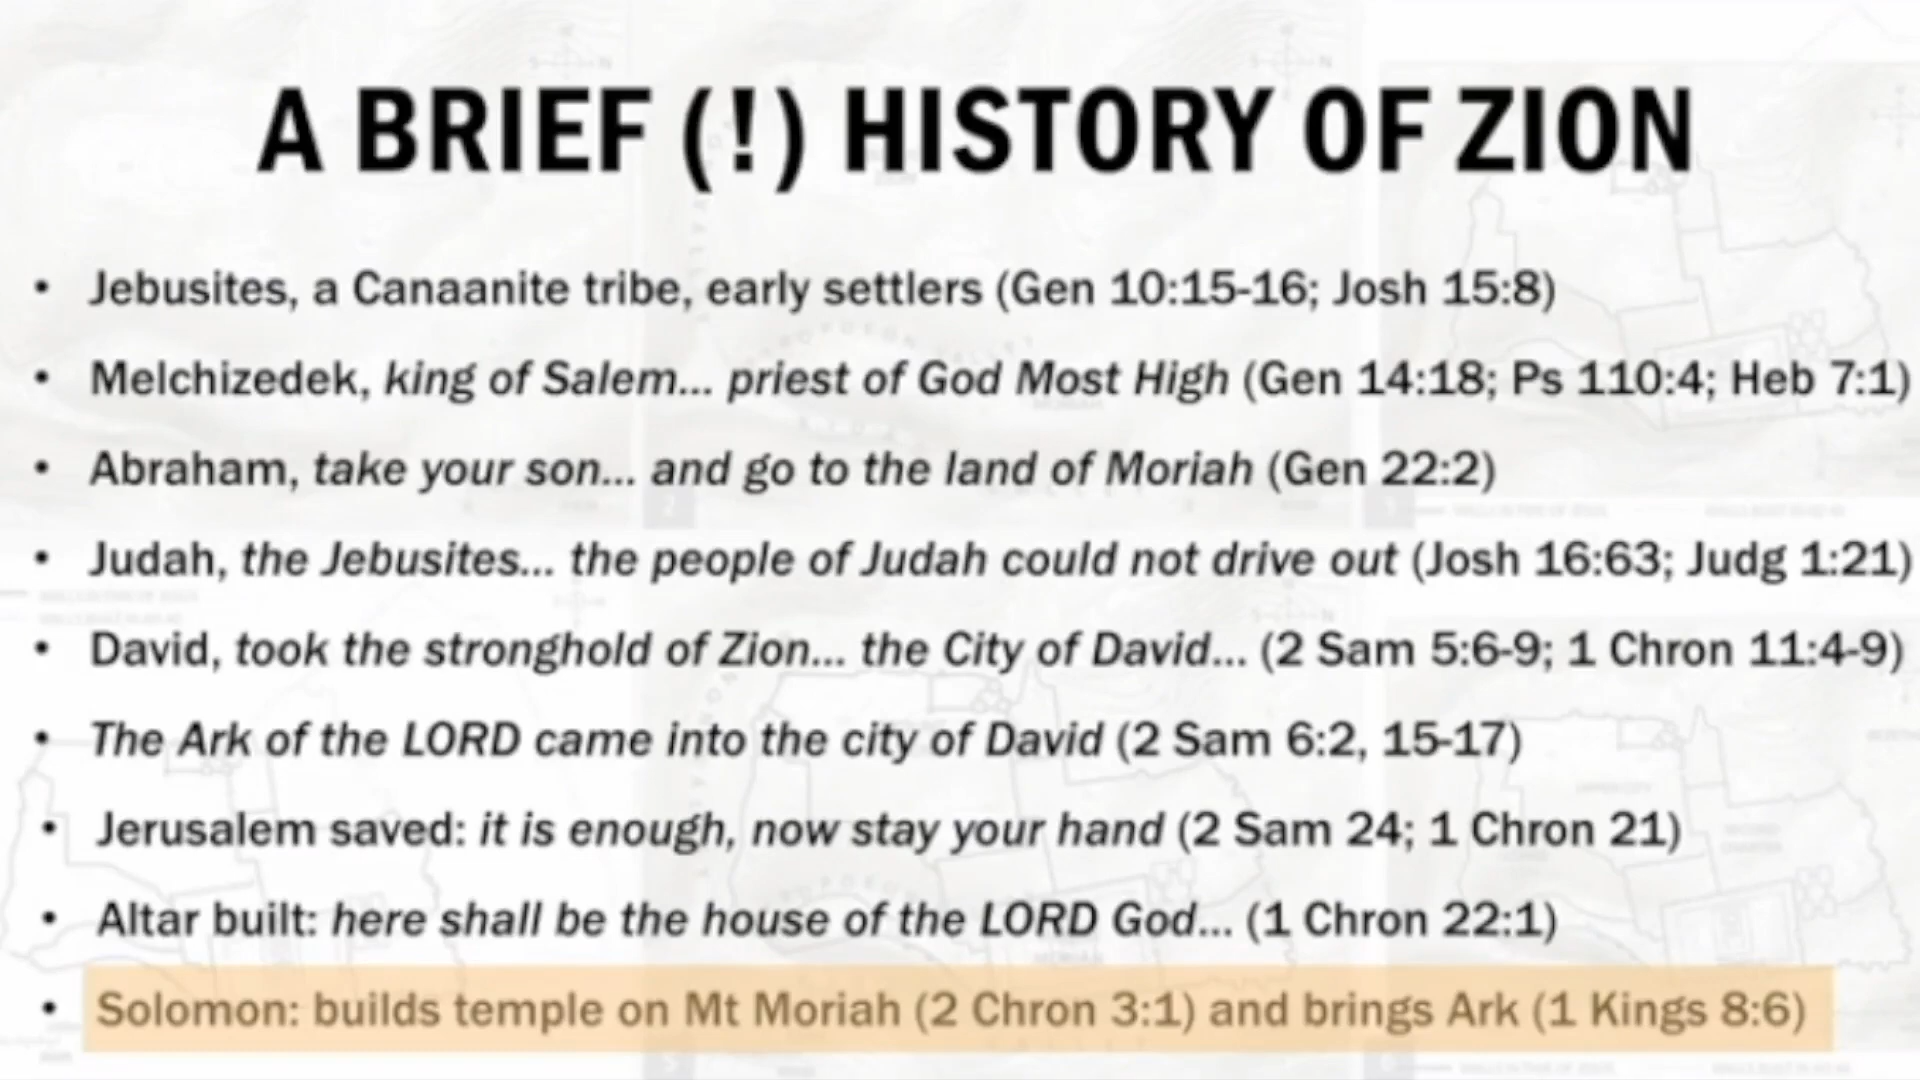 A BRIEF (!) HISTORY OF ZION
• Jebusites, a Canaanite tribe, early settlers (Gen 10:15-16; Josh 15:8)
• Melchizedek, king of Salem... priest of God Most High (Gen 14:18; Ps 110:4; Heb 7:1)
• Abraham, take your son... and go to the land of Moriah (Gen 22:2)
• Judah, the Jebusites... the people of Judah could not drive out (Josh 16:63; Judg 1:21)
• David, took the stronghold of Zion... the City of David... (2 Sam 5:6-9; 1 Chron 11:4-9)
• The Ark of the LORD came into the city of David (2 Sam 6:2, 15-17)
• Jerusalem saved: it is enough, now stay your hand (2 Sam 24; 1 Chron 21)
• Altar built: here shall be the house of the LORD God... (1 Chron 22:1)
• Solomon: builds temple on Mt Moriah (2 Chron 3:1) and brings Ark (1 Kings 8:6)